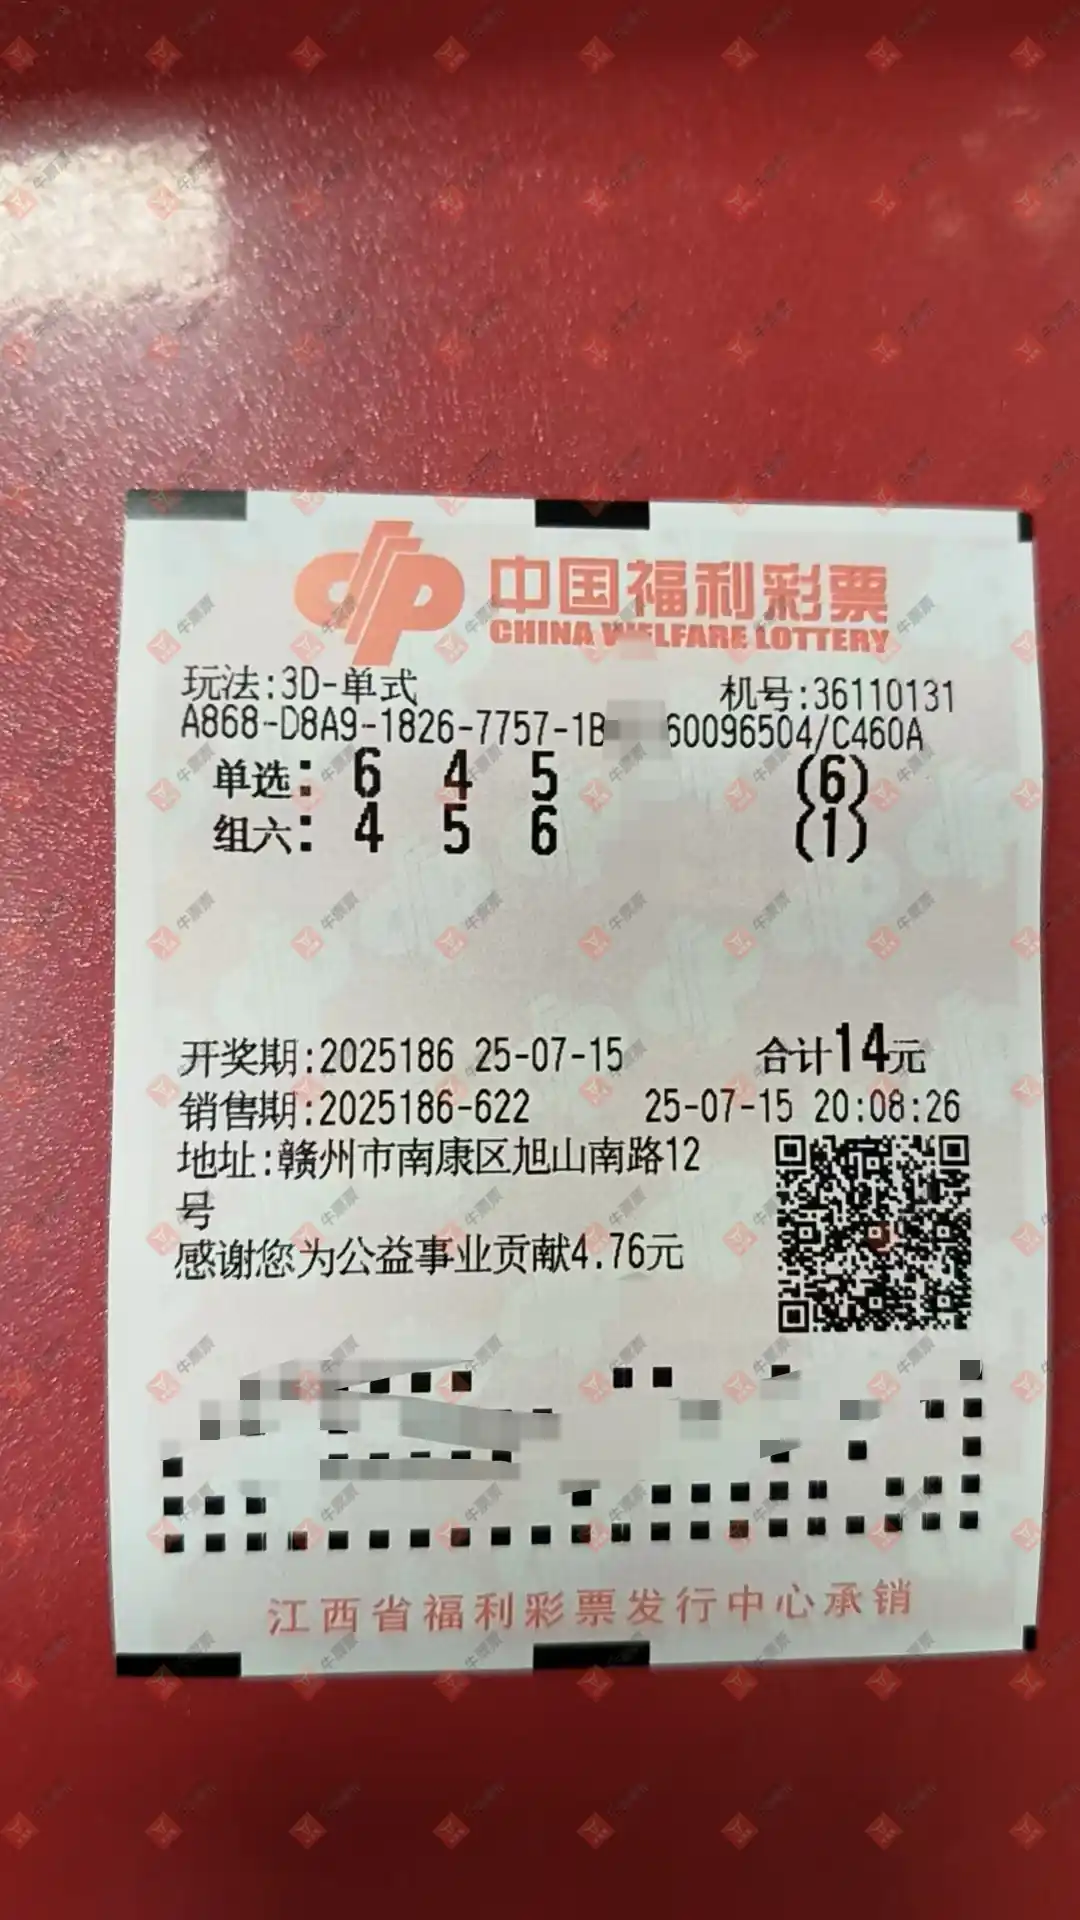 中国福利彩票
CHINA WELFARE LOTTERY
玩法:3D-单式 机号:36110131
A868-D8A9-1826-7757-1B 60096504/C460A
单选: 6 4 5 (6)
组六: 4 5 6 (1)
开奖期:2025186 25-07-15 合计14元
销售期:2025186-622 25-07-15 20:08:26
地址:赣州市南康区旭山南路12
号
感谢您为公益事业贡献4.76元
江西省福利彩票发行中心承销
牛票票